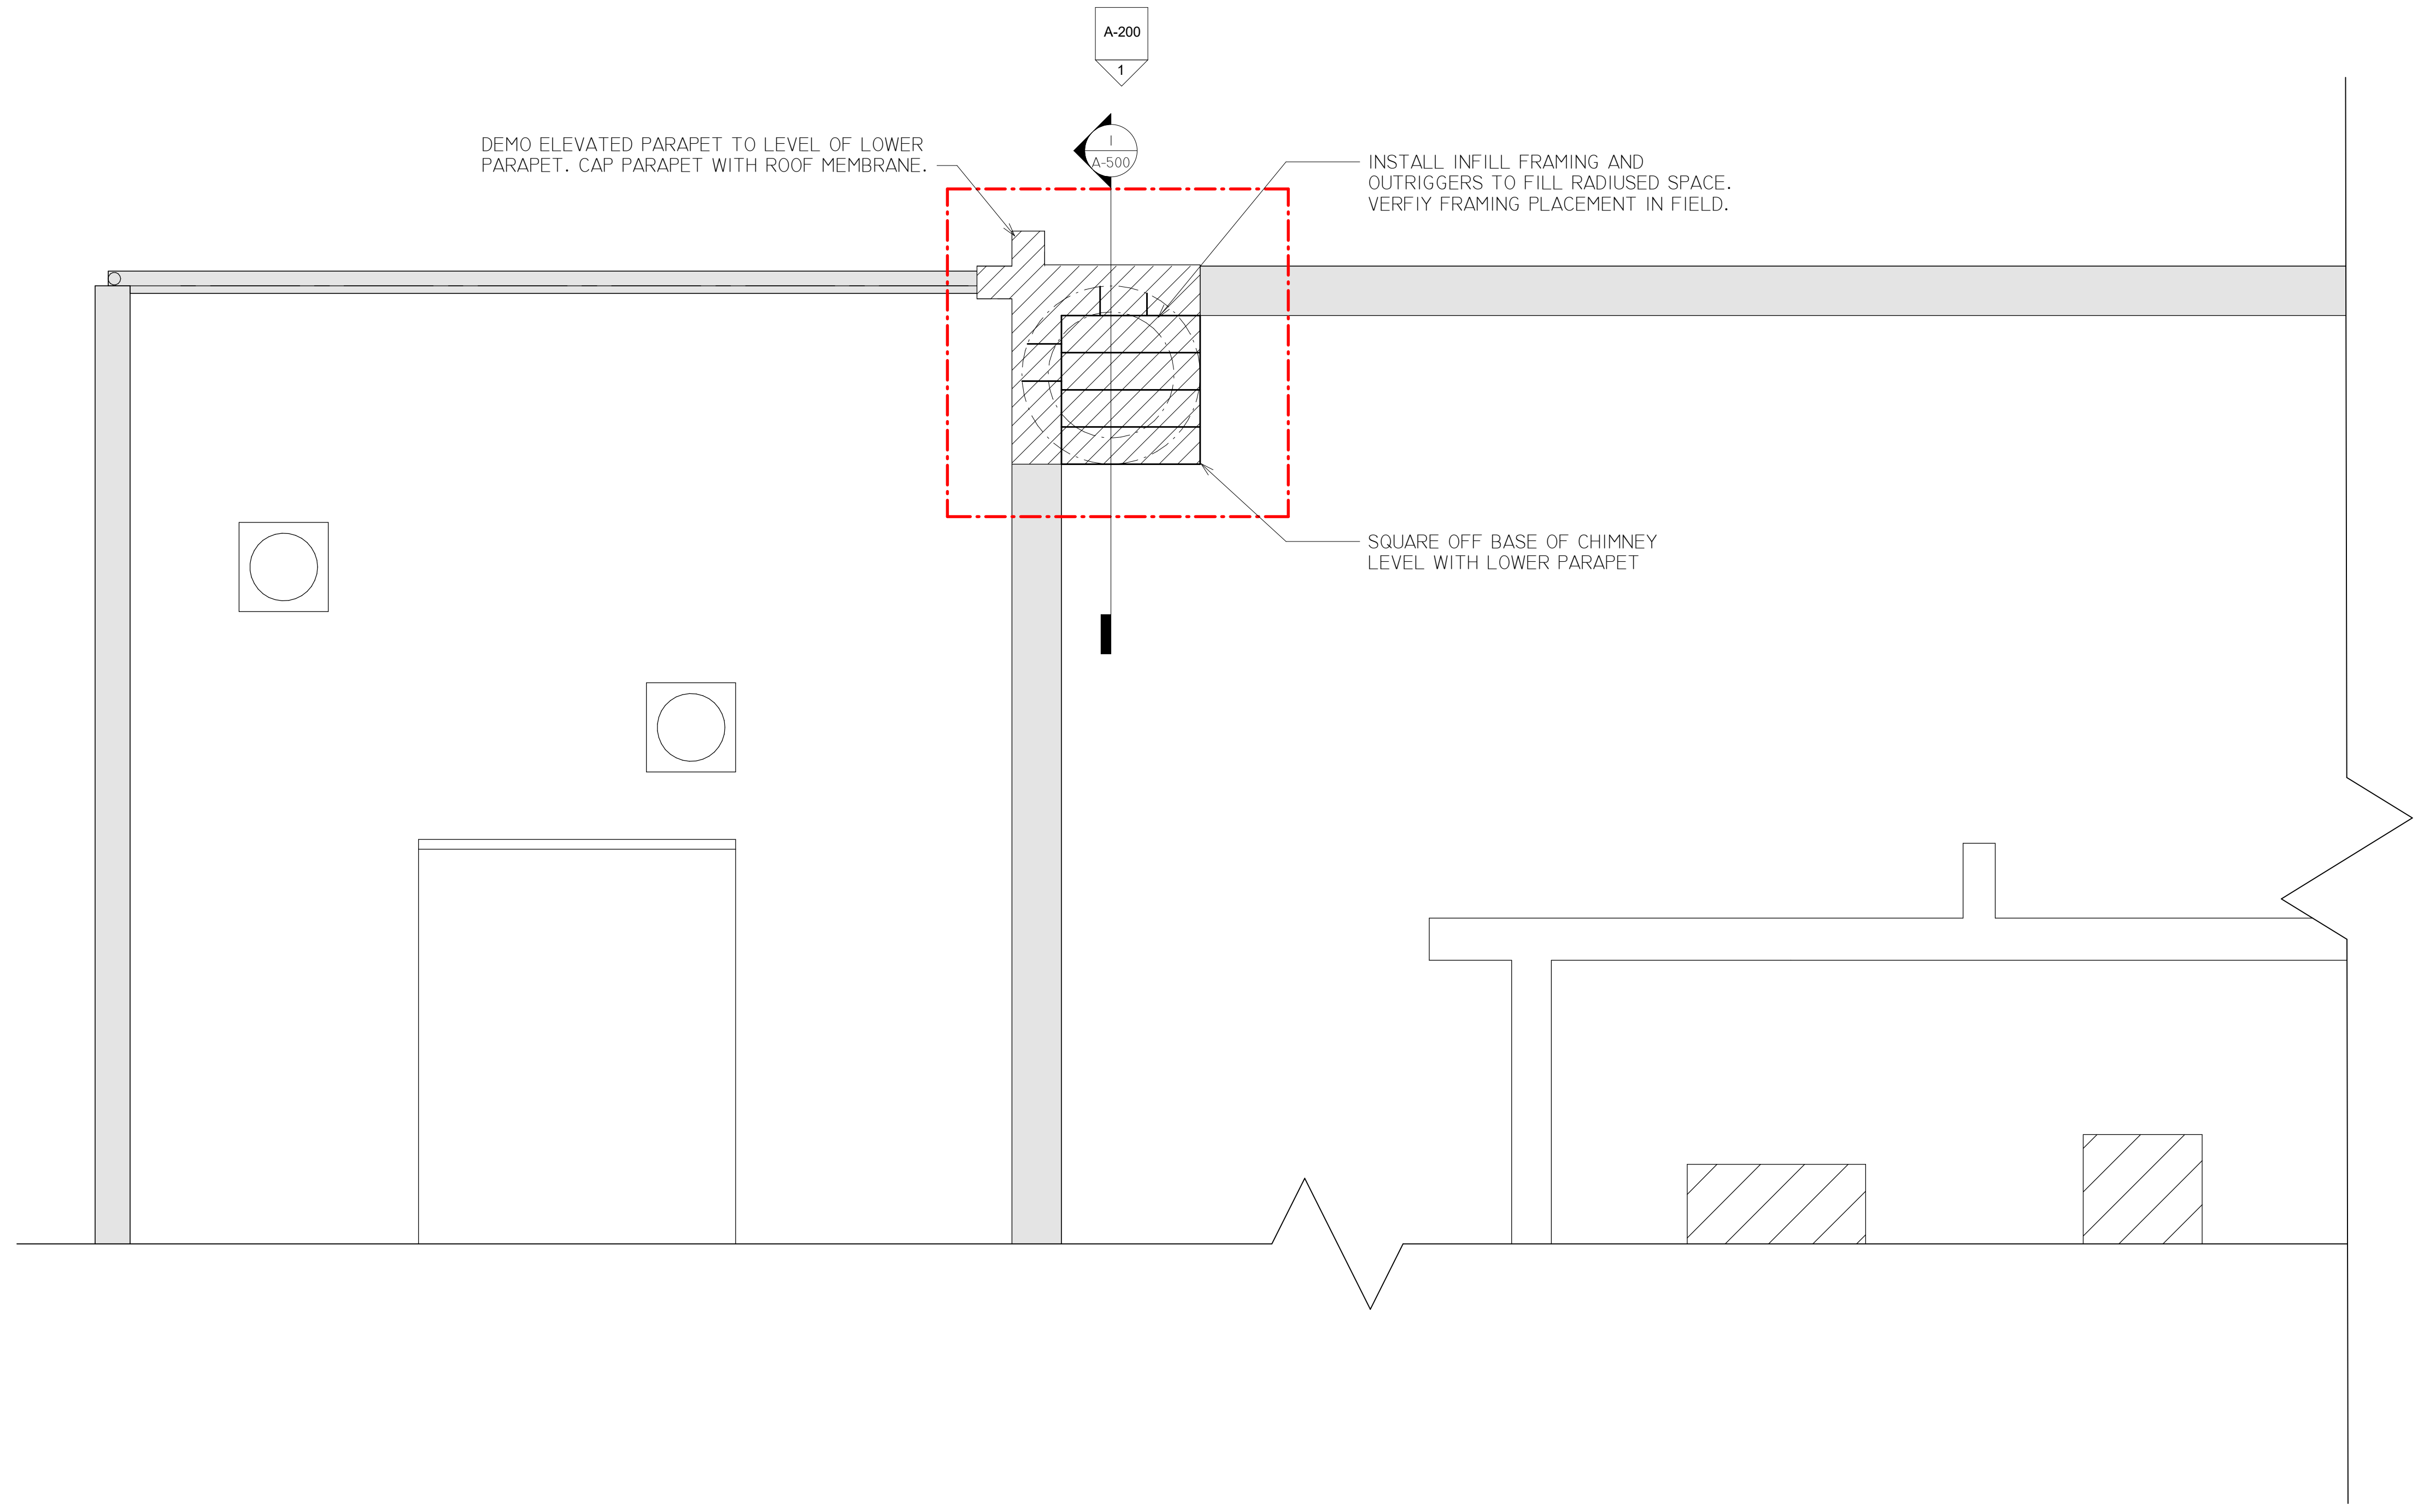 A-200
1
1
A-500
DEMO ELEVATED PARAPET TO LEVEL OF LOWER
PARAPET. CAP PARAPET WITH ROOF MEMBRANE.
INSTALL INFILL FRAMING AND
OUTRIGGERS TO FILL RADIUSED SPACE.
VERFIY FRAMING PLACEMENT IN FIELD.
SQUARE OFF BASE OF CHIMNEY
LEVEL WITH LOWER PARAPET